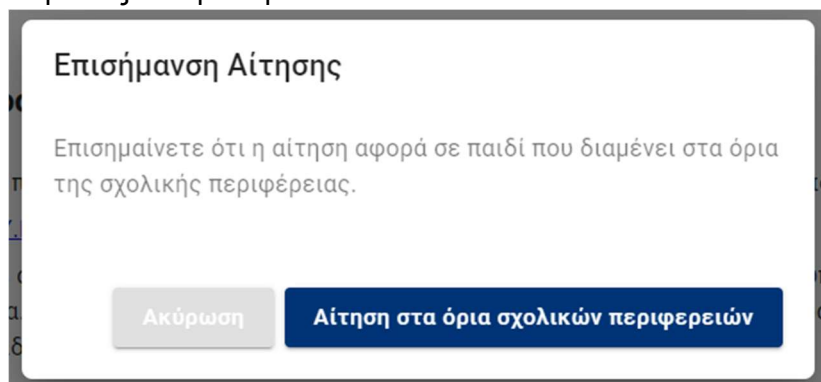 Επισήμανση Αίτησης
Επισημαίνετε ότι η αίτηση αφορά σε παιδί που διαμένει στα όρια
της σχολικής περιφέρειας.
Ακύρωση
Αίτηση στα όρια σχολικών περιφερειών